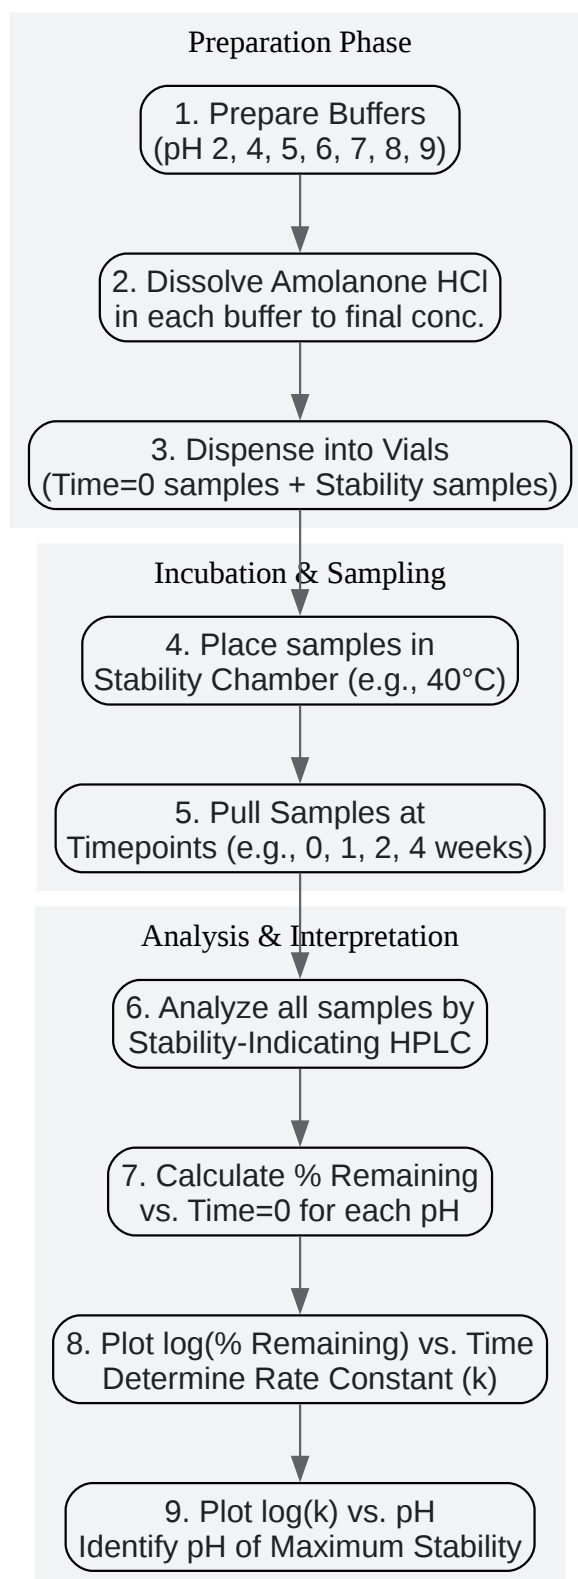 Preparation Phase
1. Prepare Buffers
(pH 2, 4, 5, 6, 7, 8, 9)
2. Dissolve Amolanone HCl
in each buffer to final conc.
3. Dispense into Vials
(Time=0 samples + Stability samples)
Incubation & Sampling
4. Place samples in
Stability Chamber (e.g., 40°C)
5. Pull Samples at
Timepoints (e.g., 0, 1, 2, 4 weeks)
Analysis & Interpretation
6. Analyze all samples by
Stability-Indicating HPLC
7. Calculate % Remaining
vs. Time=0 for each pH
8. Plot log(% Remaining) vs. Time
Determine Rate Constant (k)
9. Plot log(k) vs. pH
Identify pH of Maximum Stability